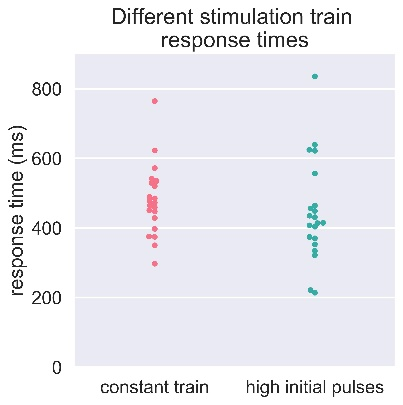 Different stimulation train
response times
response time (ms)
800
600
400
200
0
constant train
high initial pulses